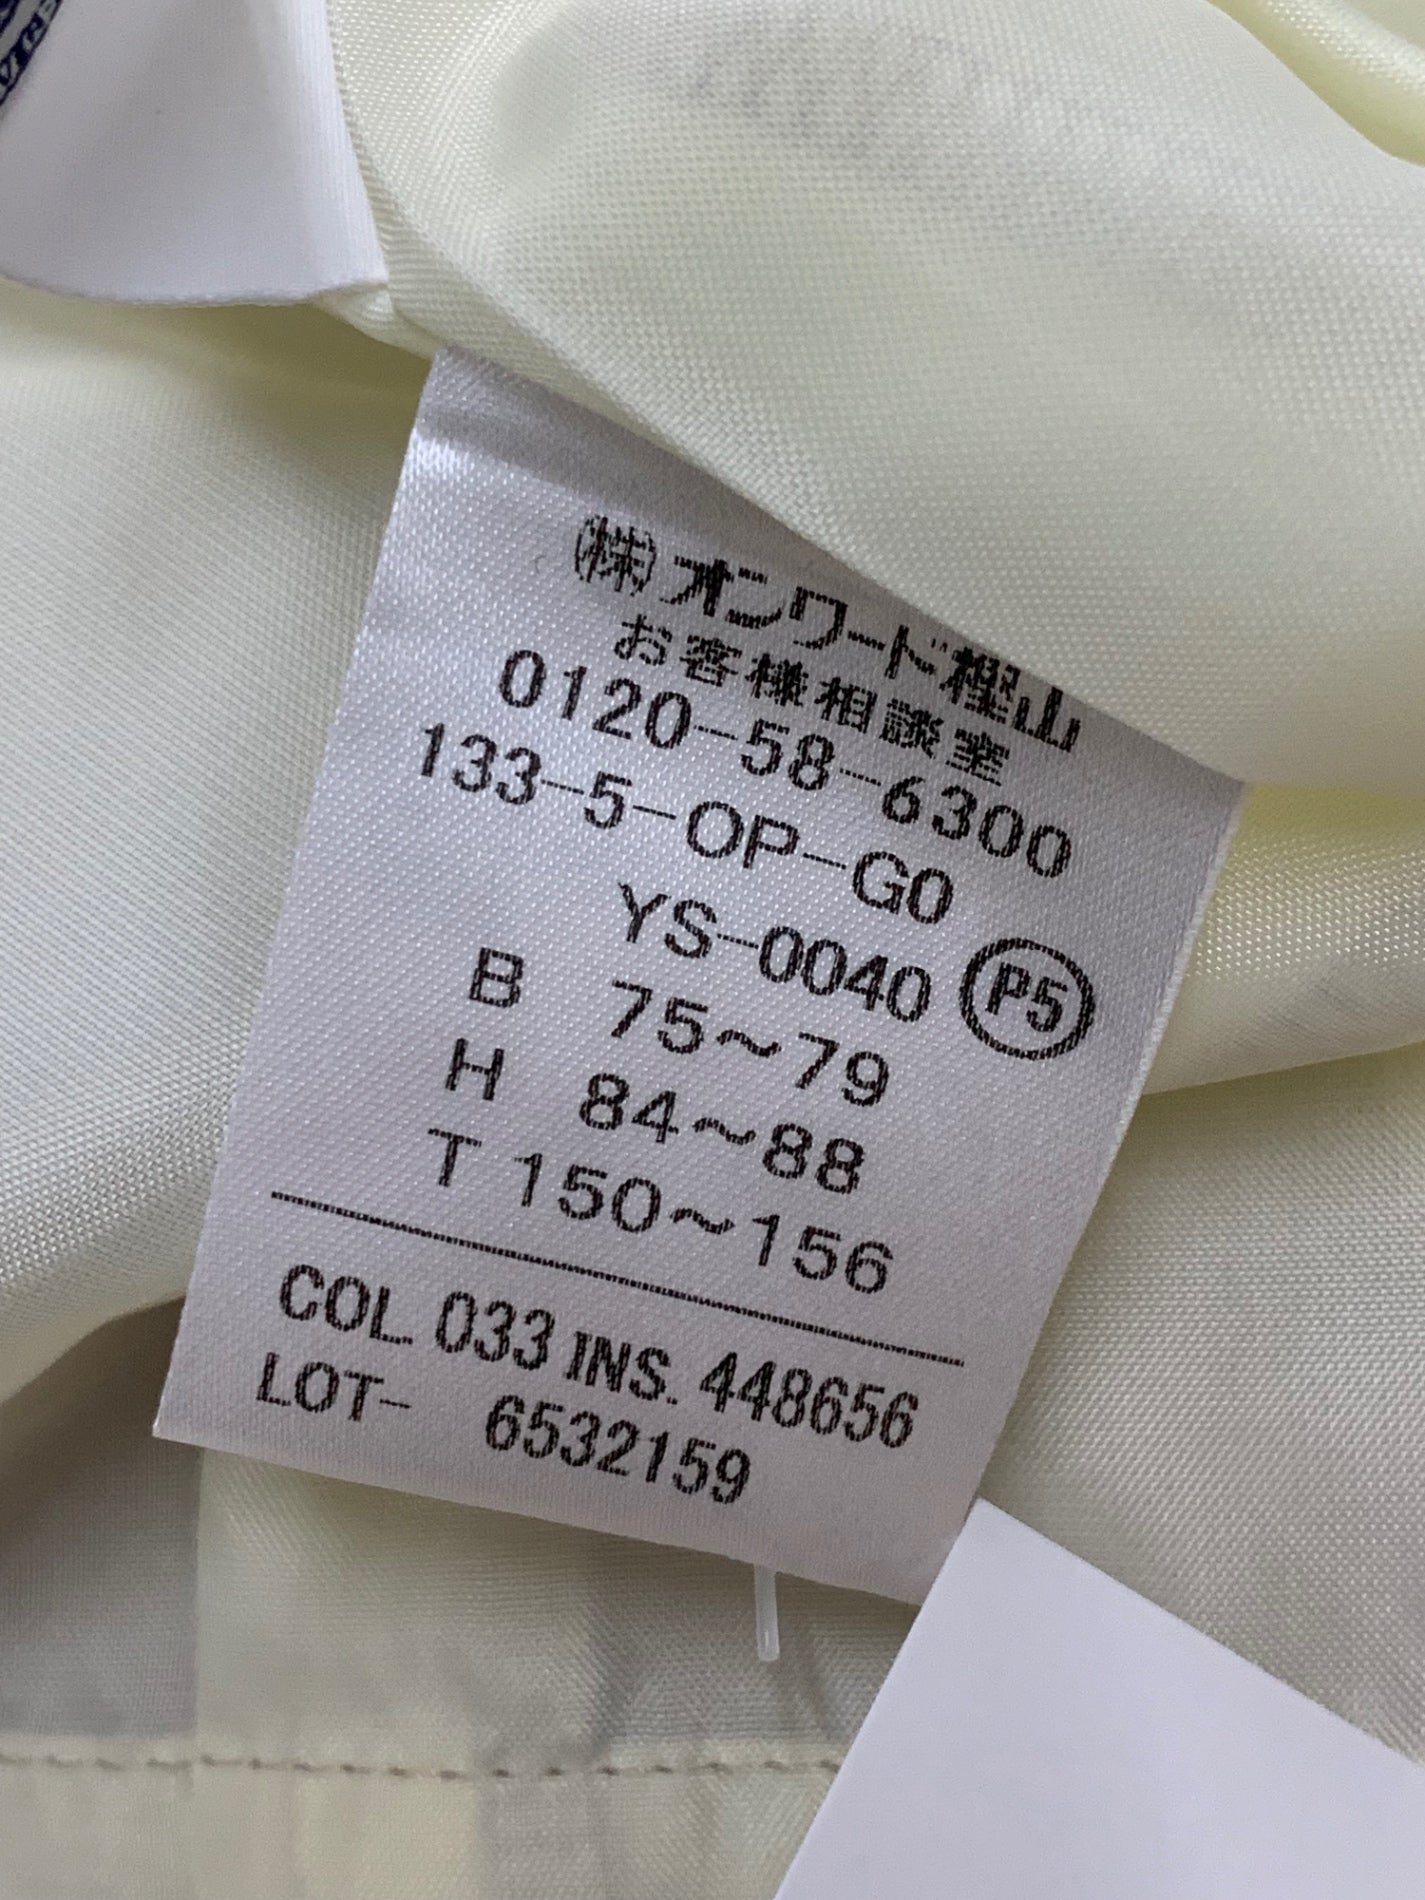 ㈱オンワード樫山
お客様相談室
0120-58-6300
133-5-OP-G0
YS-0040 P5
B 75~79
H 84~88
T 150~156
COL 033 INS. 448656
LOT- 6532159